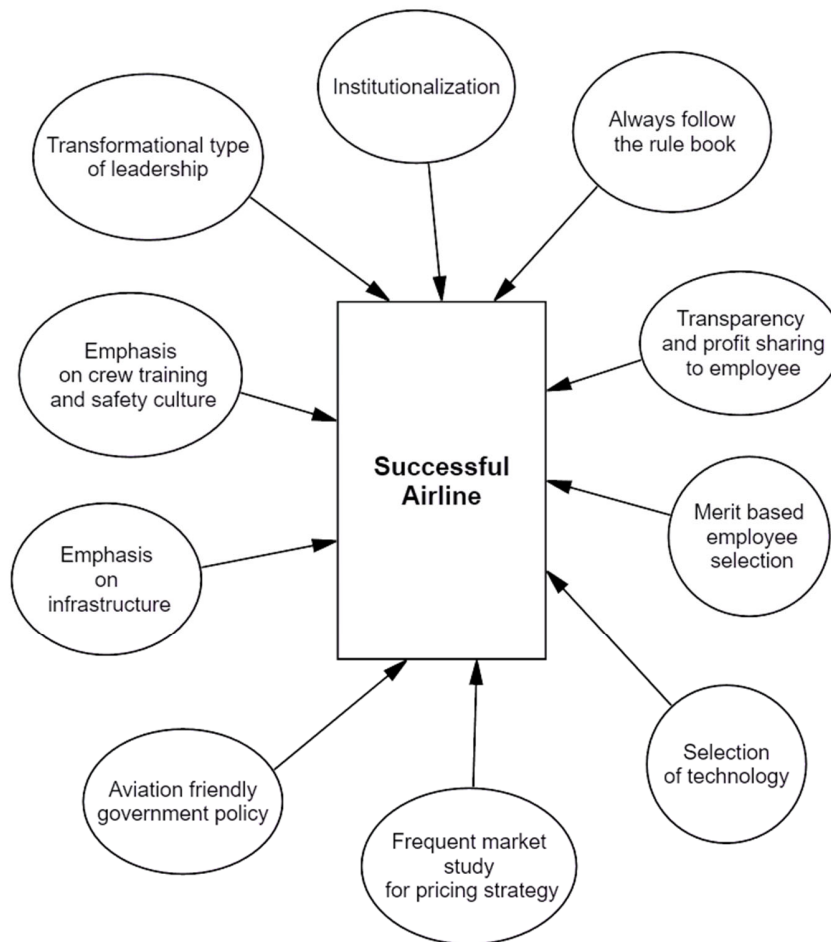 Institutionalization
Transformational type
of leadership
Always follow
the rule book
Emphasis
on crew training
and safety culture
Transparency
and profit sharing
to employee
Successful
Airline
Merit based
employee
selection
Emphasis
on
infrastructure
Selection
of technology
Aviation friendly
government policy
Frequent market
study
for pricing strategy